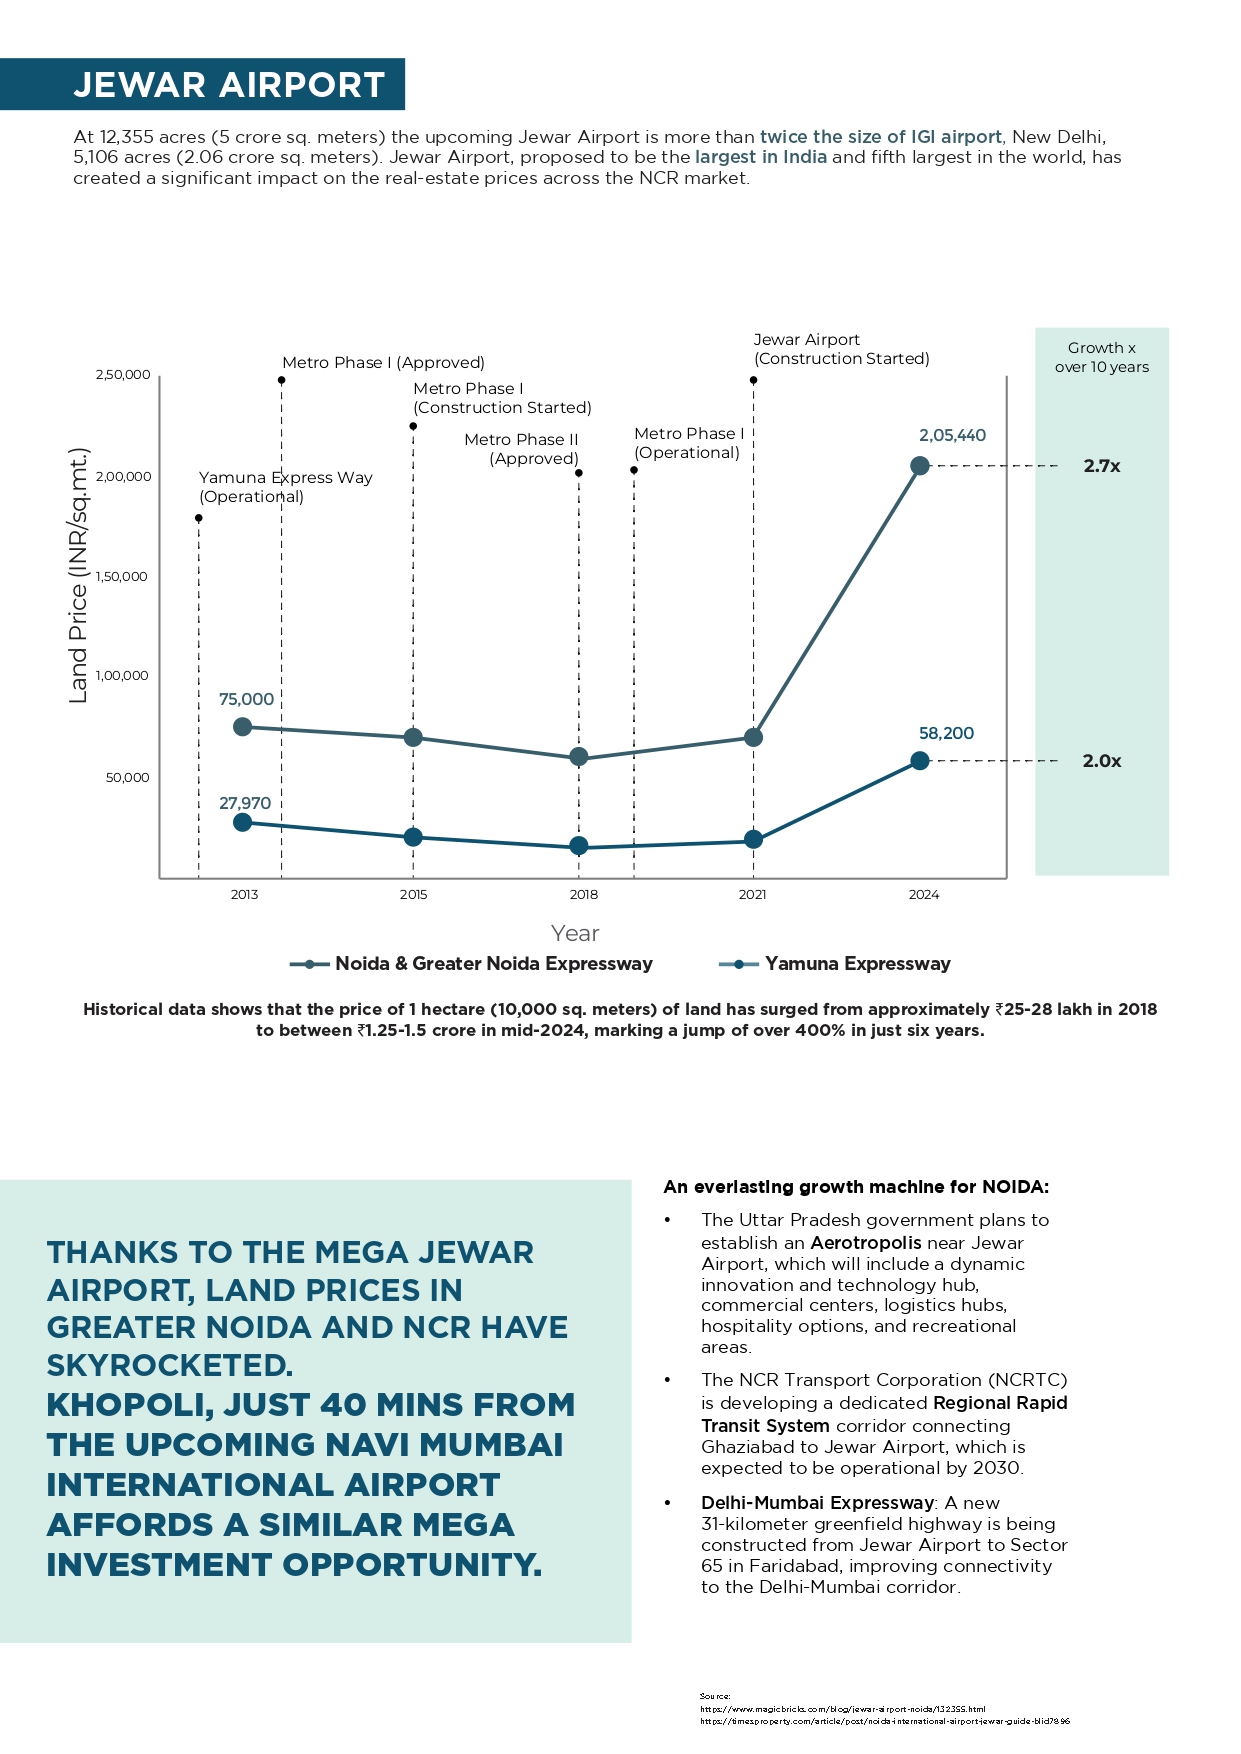 JEWAR AIRPORT
At 12,355 acres (5 crore sq. meters) the upcoming Jewar Airport is more than twice the size of IGI airport, New Delhi,
5,106 acres (2.06 crore sq. meters). Jewar Airport, proposed to be the largest in India and fifth largest in the world, has
created a significant impact on the real-estate prices across the NCR market.
Jewar Airport
(Construction Started)
Growth x
over 10 years
Metro Phase I (Approved)
2,50,000
Metro Phase I
(Construction Started)
Metro Phase II
(Approved)
Metro Phase I
(Operational)
2,05,440
2.7x
Yamuna Express Way
(Operational)
2,00,000
Land Price (INR/sq.mt.)
1,50,000
1,00,000
75,000
58,200
2.0x
50,000
27,970
2013
2015
2018
2021
2024
Year
Noida & Greater Noida Expressway
Yamuna Expressway
Historical data shows that the price of 1 hectare (10,000 sq. meters) of land has surged from approximately ₹25-28 lakh in 2018
to between ₹1.25-1.5 crore in mid-2024, marking a jump of over 400% in just six years.
THANKS TO THE MEGA JEWAR
AIRPORT, LAND PRICES IN
GREATER NOIDA AND NCR HAVE
SKYROCKETED.
KHOPOLI, JUST 40 MINS FROM
THE UPCOMING NAVI MUMBAI
INTERNATIONAL AIRPORT
AFFORDS A SIMILAR MEGA
INVESTMENT OPPORTUNITY.
An everlasting growth machine for NOIDA:
• The Uttar Pradesh government plans to
establish an Aerotropolis near Jewar
Airport, which will include a dynamic
innovation and technology hub,
commercial centers, logistics hubs,
hospitality options, and recreational
areas.
• The NCR Transport Corporation (NCRTC)
is developing a dedicated Regional Rapid
Transit System corridor connecting
Ghaziabad to Jewar Airport, which is
expected to be operational by 2030.
• Delhi-Mumbai Expressway: A new
31-kilometer greenfield highway is being
constructed from Jewar Airport to Sector
65 in Faridabad, improving connectivity
to the Delhi-Mumbai corridor.
Source:
https://www.magicbricks.com/blog/jewar-airport-noida/132355.html
https://timesproperty.com/article/post/noida-international-airport-jewar-guide-blid7896